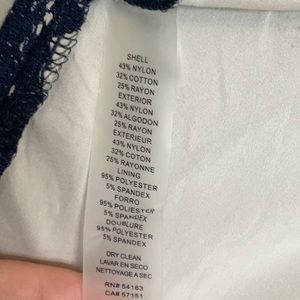 SHELL
43% NYLON
32% COTTON
25% RAYON
EXTERIOR
43% NYLON
32% ALGODON
25% RAYON
EXTERIEUR
43% NYLON
32% COTON
25% RAYONNE
LINING
95% POLYESTER
5% SPANDEX
FORRO
95% POLIESTER
5% SPANDEX
DOUBLURE
95% POLYESTER
5% SPANDEX
DRY CLEAN
LAVAR EN SECO
NETTOYAGE A SEC
RN# 54163
CA# 57151